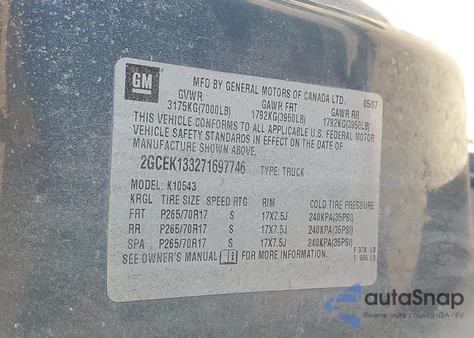 GM
MFD BY GENERAL MOTORS OF CANADA LTD. 05/07
GVWR GAWR FRT GAWR RR
3175KG(7000LB) 1792KG(3950LB) 1792KG(3950LB)
THIS VEHICLE CONFORMS TO ALL APPLICABLE U.S. FEDERAL MOTOR
VEHICLE SAFETY STANDARDS IN EFFECT ON THE DATE OF
MANUFACTURE SHOWN ABOVE.
2GCEK133271697746 TYPE: TRUCK
MODEL: K10543
KRGL TIRE SIZE SPEED RTG RIM COLD TIRE PRESSURE
FRT P265/70R17 S 17X7.5J 240KPA(35PSI)
RR P265/70R17 S 17X7.5J 240KPA(35PSI)
SPA P265/70R17 S 17X7.5J 240KPA(35PSI)
SEE OWNER'S MANUAL FOR MORE INFORMATION.
autaSnap